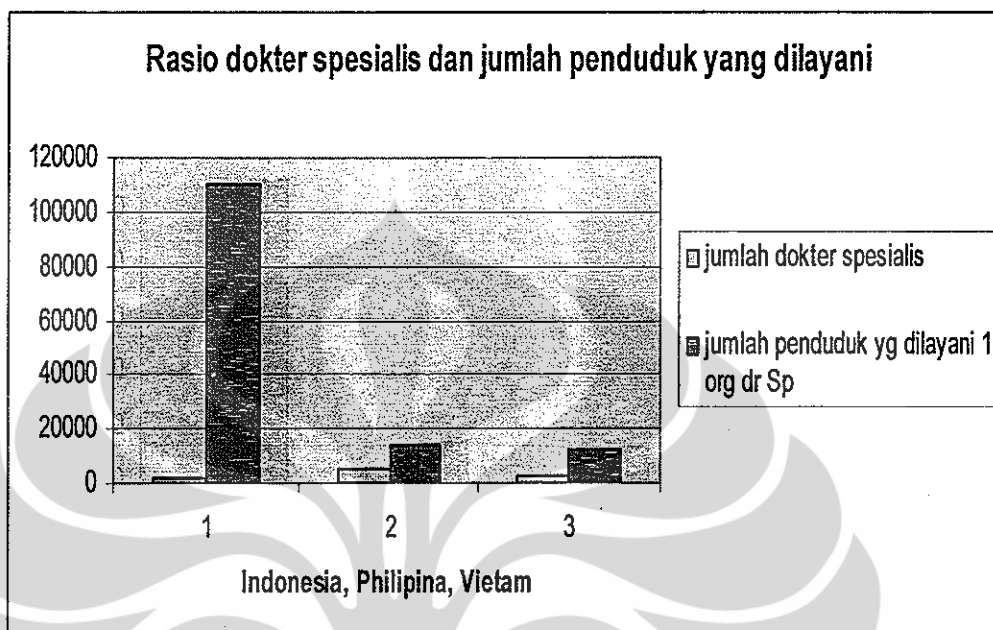 Rasio dokter spesialis dan jumlah penduduk yang dilayani
120000
100000
80000
60000
40000
20000
0
1 2 3
Indonesia, Philipina, Vietam
jumlah dokter spesialis
jumlah penduduk yg dilayani 1
org dr Sp